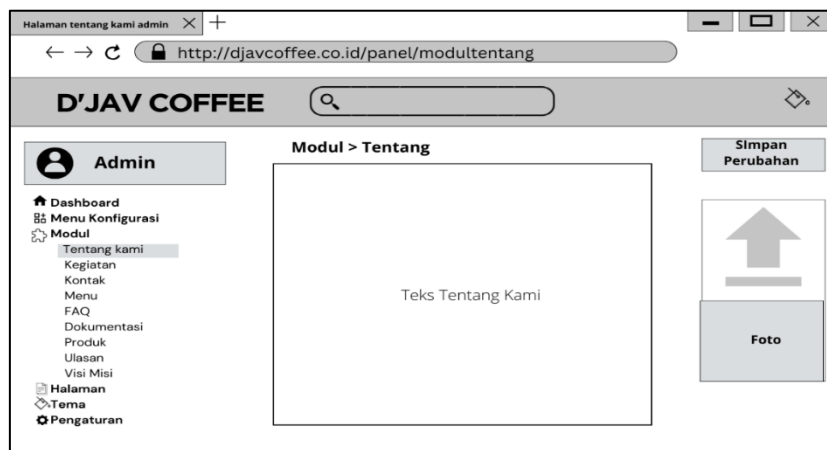 Halaman tentang kami admin
http://djavcoffee.co.id/panel/modultentang
D'JAV COFFEE
Admin
Dashboard
Menu Konfigurasi
Modul
Tentang kami
Kegiatan
Kontak
Menu
FAQ
Dokumentasi
Produk
Ulasan
Visi Misi
Halaman
Tema
Pengaturan
Modul > Tentang
Teks Tentang Kami
SImpan
Perubahan
Foto